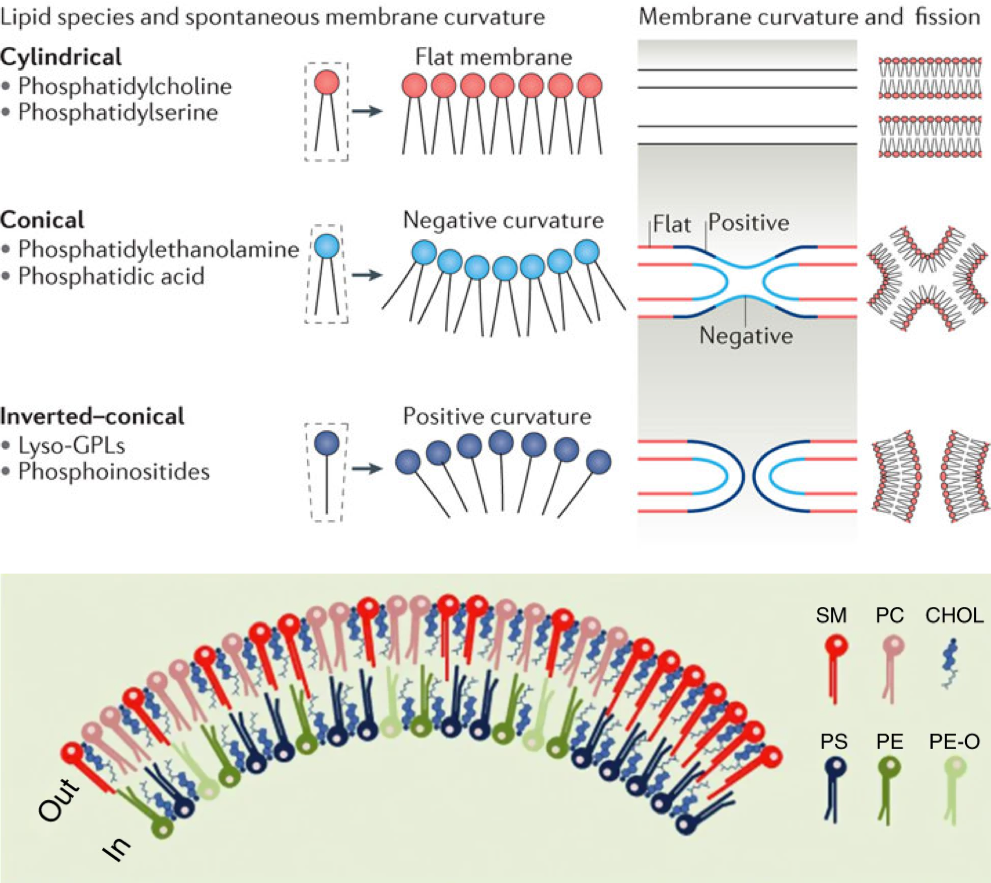 Lipid species and spontaneous membrane curvature
Membrane curvature and fission
Cylindrical
• Phosphatidylcholine
• Phosphatidylserine
Flat membrane
Conical
• Phosphatidylethanolamine
• Phosphatidic acid
Negative curvature
Flat
Positive
Negative
Inverted–conical
• Lyso-GPLs
• Phosphoinositides
Positive curvature
Out
In
SM PC CHOL
PS PE PE-O